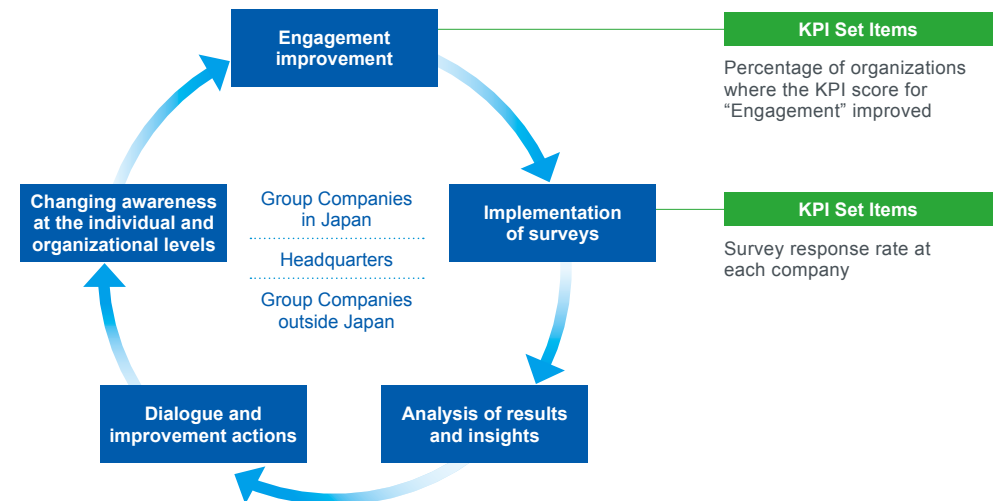 Engagement
improvement
KPI Set Items
Percentage of organizations
where the KPI score for
“Engagement” improved
Changing awareness
at the individual and
organizational levels
Group Companies
in Japan
Headquarters
Group Companies
outside Japan
Implementation
of surveys
KPI Set Items
Survey response rate at
each company
Dialogue and
improvement actions
Analysis of results
and insights